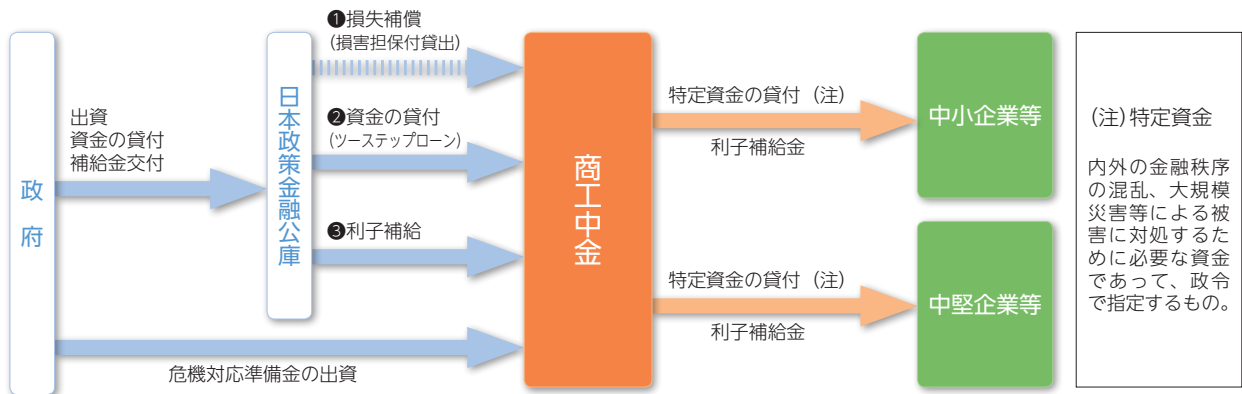 政府
出資
資金の貸付
補給金交付
日本政策金融公庫
❶損失補償
(損害担保付貸出)
❷資金の貸付
(ツーステップローン)
❸利子補給
危機対応準備金の出資
商工中金
特定資金の貸付（注）
利子補給金
中小企業等
特定資金の貸付（注）
利子補給金
中堅企業等
(注)特定資金
内外の金融秩序
の混乱、大規模
災害等による被
害に対処するた
めに必要な資金
であって、政令
で指定するもの。